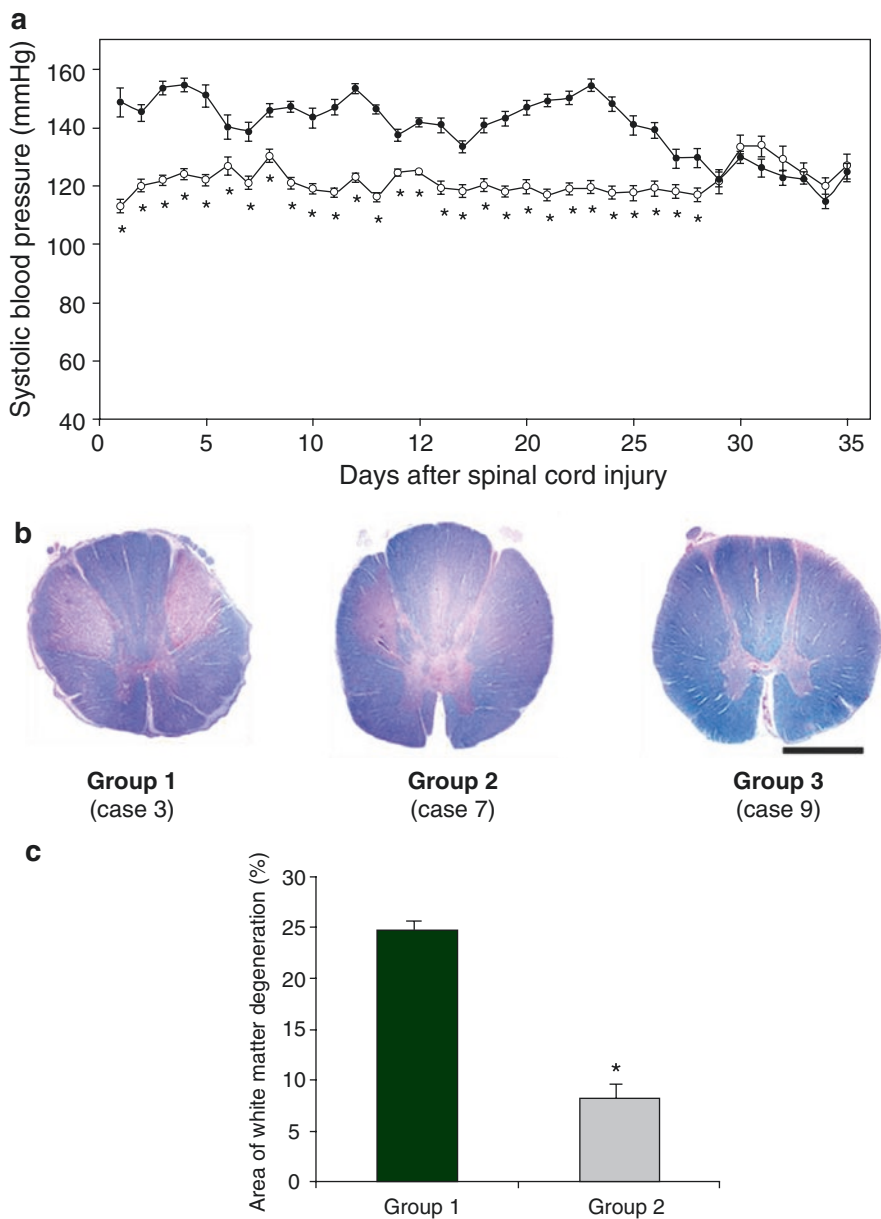 a
Systolic blood pressure (mmHg)
160
140
120
100
80
60
40
* * * * * * * * * * * * * * * * * * * * * * * * * * * *
0 5 10 12 20 25 30 35
Days after spinal cord injury
b
Group 1 Group 2 Group 3
(case 3) (case 7) (case 9)
c
Area of white matter degeneration (%)
30
25
20
15
10
5
0
*
Group 1 Group 2